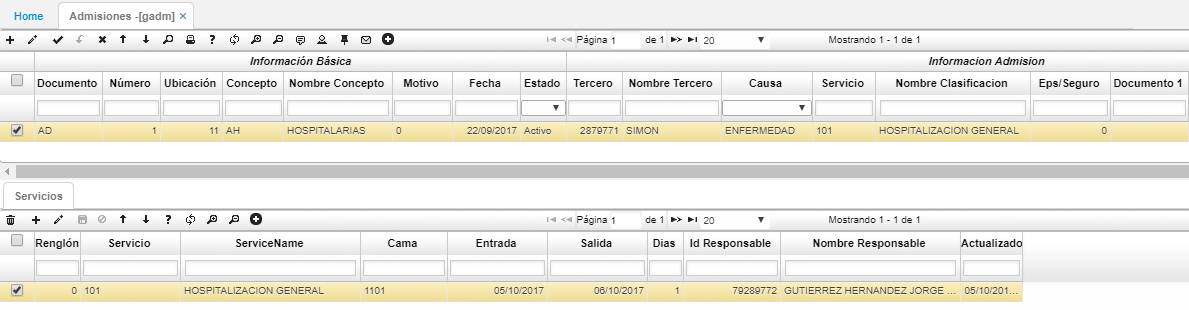 Home Admisiones -[gadm] ×
Página 1 de 1 20 Mostrando 1 - 1 de 1
Información Básica Informacion Admision
Documento Número Ubicación Concepto Nombre Concepto Motivo Fecha Estado Tercero Nombre Tercero Causa Servicio Nombre Clasificacion Eps/Seguro Documento 1
AD 1 11 AH HOSPITALARIAS 0 22/09/2017 Activo 2879771 SIMON ENFERMEDAD 101 HOSPITALIZACION GENERAL 0
Servicios
Página 1 de 1 20 Mostrando 1 - 1 de 1
Renglón Servicio ServiceName Cama Entrada Salida Dias Id Responsable Nombre Responsable Actualizado
0 101 HOSPITALIZACION GENERAL 1101 05/10/2017 06/10/2017 1 79289772 GUTIERREZ HERNANDEZ JORGE ... 05/10/201...